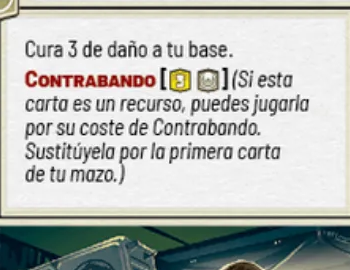 Cura 3 de daño a tu base.
CONTRABANDO [3] (Si esta
carta es un recurso, puedes jugarla
por su coste de Contrabando.
Sustitúyela por la primera carta
de tu mazo.)